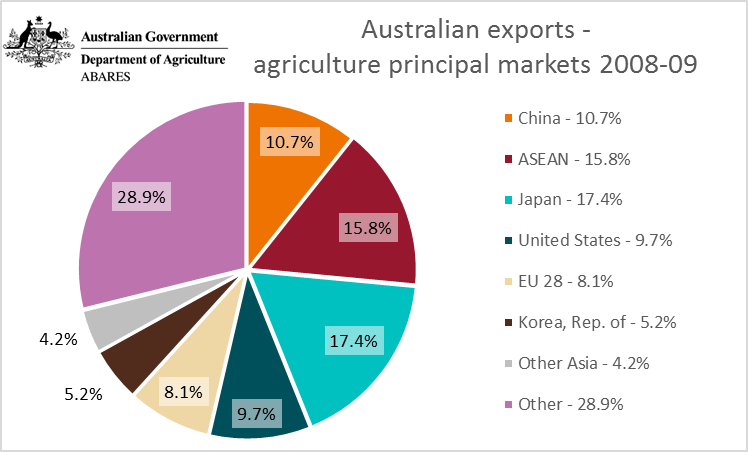 Australian Government
Department of Agriculture
ABARES
Australian exports -
agriculture principal markets 2008-09
10.7%
15.8%
17.4%
9.7%
8.1%
5.2%
4.2%
28.9%
China - 10.7%
ASEAN - 15.8%
Japan - 17.4%
United States - 9.7%
EU 28 - 8.1%
Korea, Rep. of - 5.2%
Other Asia - 4.2%
Other - 28.9%